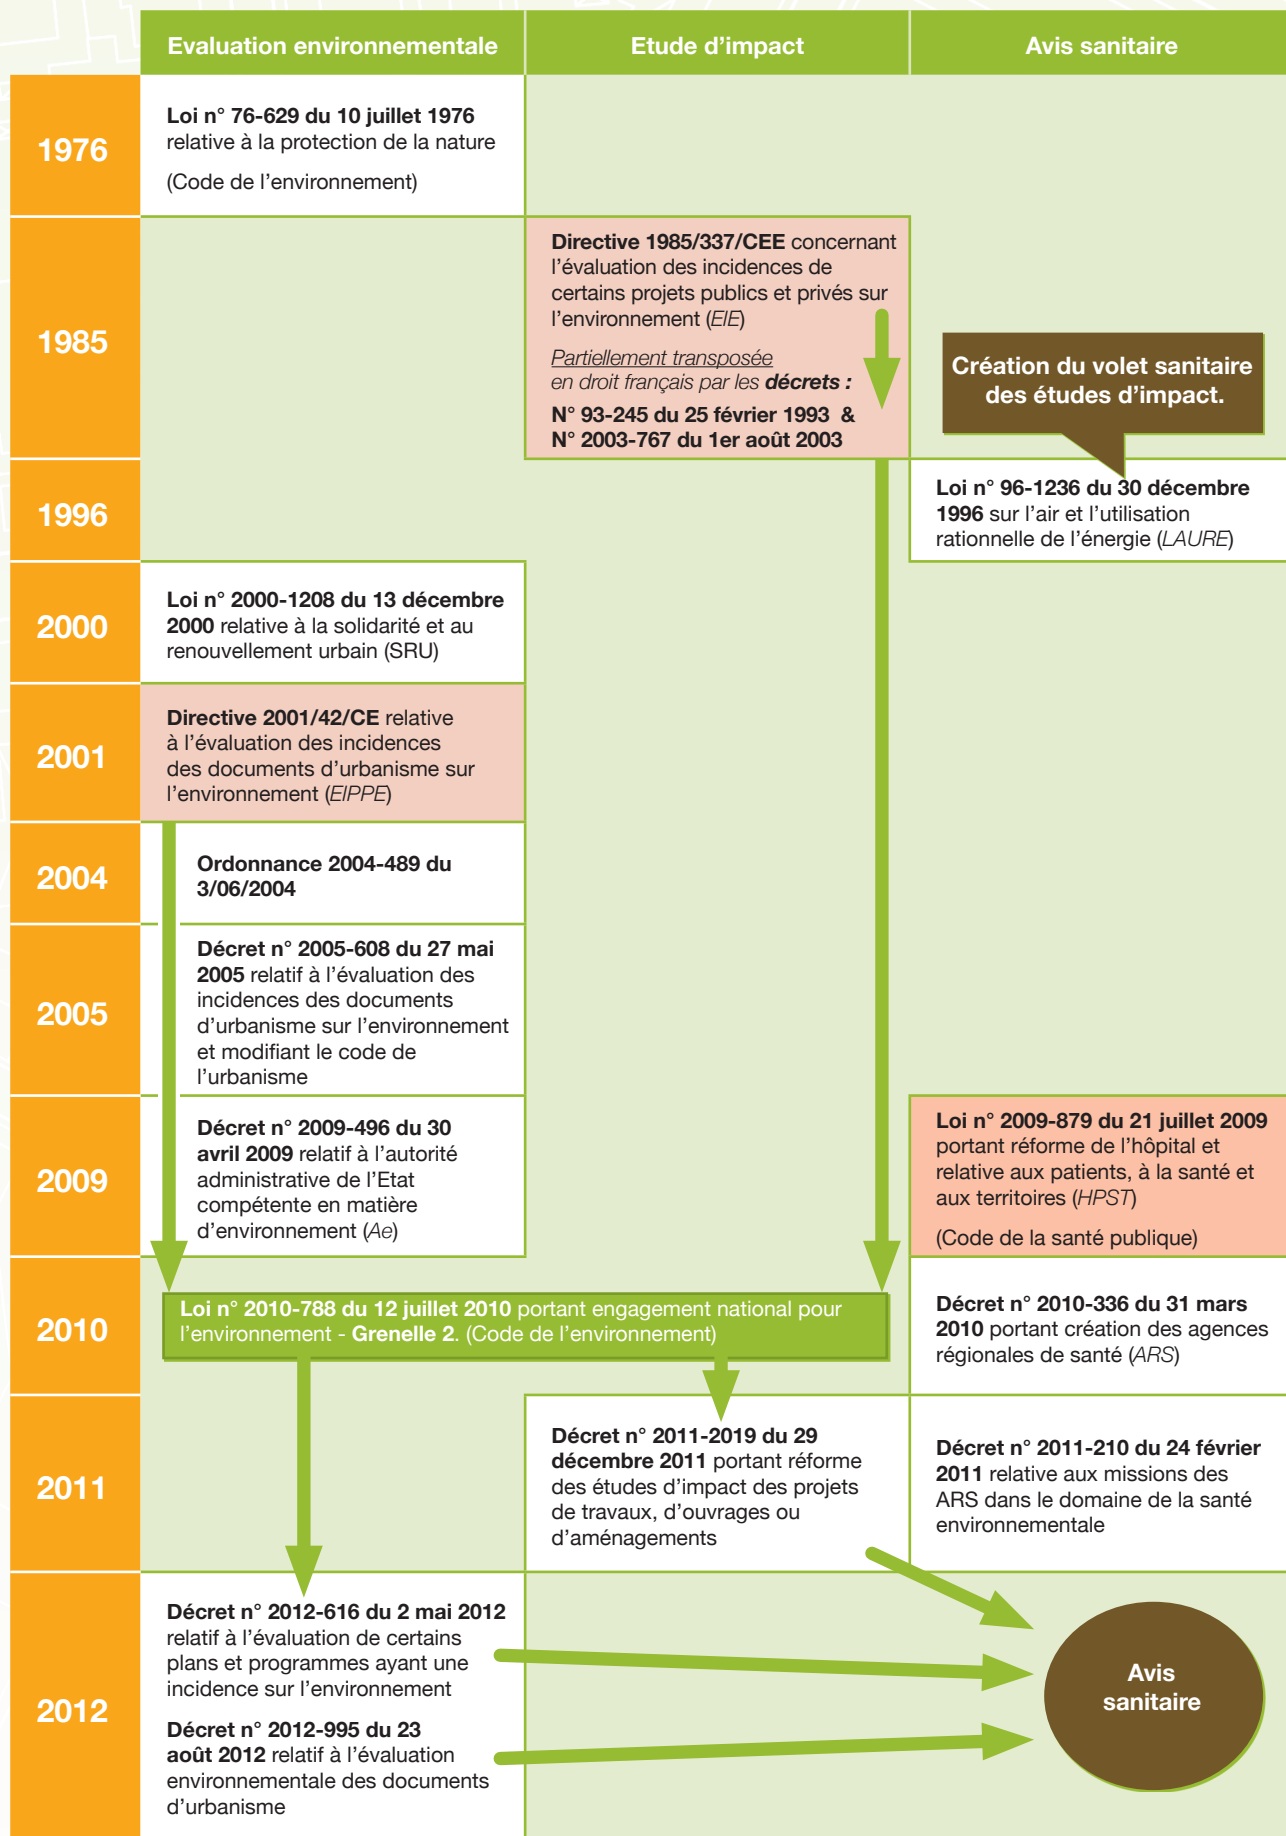 Evaluation environnementale
Etude d’impact
Avis sanitaire
1976
Loi n° 76-629 du 10 juillet 1976
relative à la protection de la nature
(Code de l’environnement)
1985
Directive 1985/337/CEE concernant
l’évaluation des incidences de
certains projets publics et privés sur
l’environnement (EIE)
Partiellement transposée
en droit français par les décrets :
N° 93-245 du 25 février 1993 &
N° 2003-767 du 1er août 2003
Création du volet sanitaire
des études d’impact.
1996
Loi n° 96-1236 du 30 décembre
1996 sur l’air et l’utilisation
rationnelle de l’énergie (LAURE)
2000
Loi n° 2000-1208 du 13 décembre
2000 relative à la solidarité et au
renouvellement urbain (SRU)
2001
Directive 2001/42/CE relative
à l’évaluation des incidences
des documents d’urbanisme sur
l’environnement (EIPPE)
2004
Ordonnance 2004-489 du
3/06/2004
2005
Décret n° 2005-608 du 27 mai
2005 relatif à l’évaluation des
incidences des documents
d’urbanisme sur l’environnement
et modifiant le code de
l’urbanisme
2009
Décret n° 2009-496 du 30
avril 2009 relatif à l’autorité
administrative de l’Etat
compétente en matière
d’environnement (Ae)
Loi n° 2009-879 du 21 juillet 2009
portant réforme de l’hôpital et
relative aux patients, à la santé et
aux territoires (HPST)
(Code de la santé publique)
2010
Loi n° 2010-788 du 12 juillet 2010 portant engagement national pour
l’environnement - Grenelle 2. (Code de l’environnement)
Décret n° 2010-336 du 31 mars
2010 portant création des agences
régionales de santé (ARS)
2011
Décret n° 2011-2019 du 29
décembre 2011 portant réforme
des études d’impact des projets
de travaux, d’ouvrages ou
d’aménagements
Décret n° 2011-210 du 24 février
2011 relative aux missions des
ARS dans le domaine de la santé
environnementale
2012
Décret n° 2012-616 du 2 mai 2012
relatif à l’évaluation de certains
plans et programmes ayant une
incidence sur l’environnement
Décret n° 2012-995 du 23
août 2012 relatif à l’évaluation
environnementale des documents
d’urbanisme
Avis
sanitaire